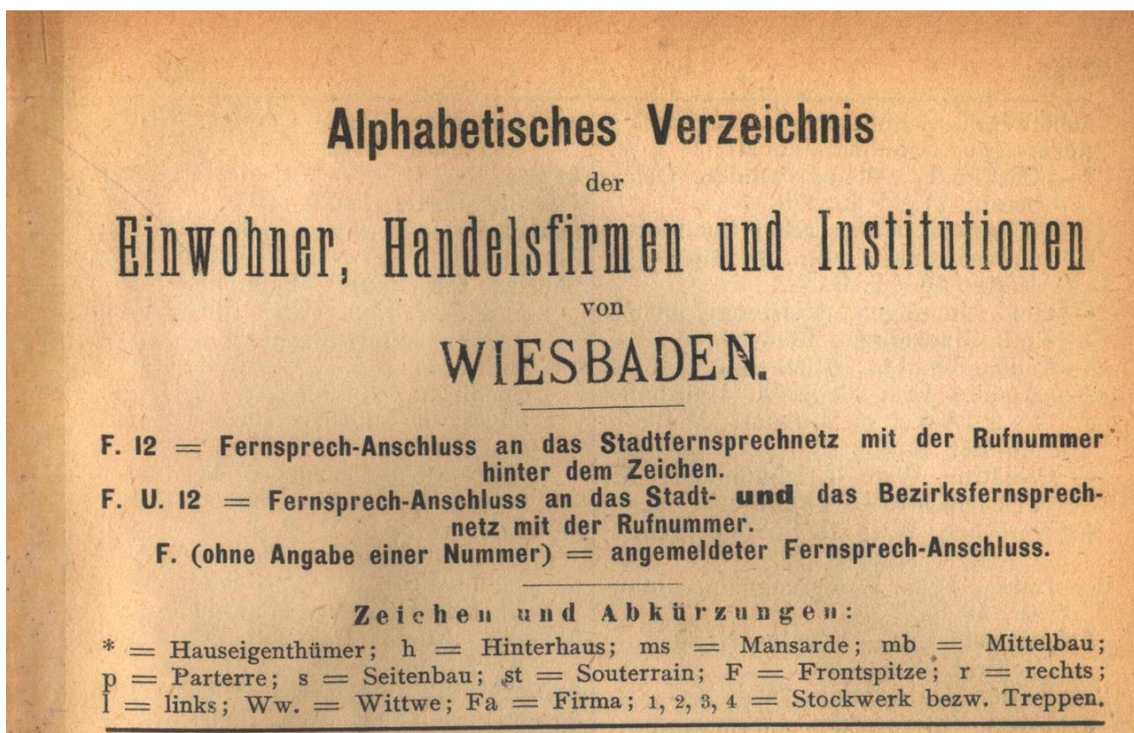 Alphabetisches Verzeichnis
der
Einwohner, Handelsfirmen und Institutionen
von
WIESBADEN.
F. 12 = Fernsprech-Anschluss an das Stadtfernsprechnetz mit der Rufnummer
hinter dem Zeichen.
F. U. 12 = Fernsprech-Anschluss an das Stadt- und das Bezirksfernsprech-
netz mit der Rufnummer.
F. (ohne Angabe einer Nummer) = angemeldeter Fernsprech-Anschluss.
Zeichen und Abkürzungen:
* = Hauseigenthümer; h = Hinterhaus; ms = Mansarde; mb = Mittelbau;
p = Parterre; s = Seitenbau; st = Souterrain; F = Frontspitze; r = rechts;
l = links; Ww. = Wittwe; Fa = Firma; 1, 2, 3, 4 = Stockwerk bezw. Treppen.